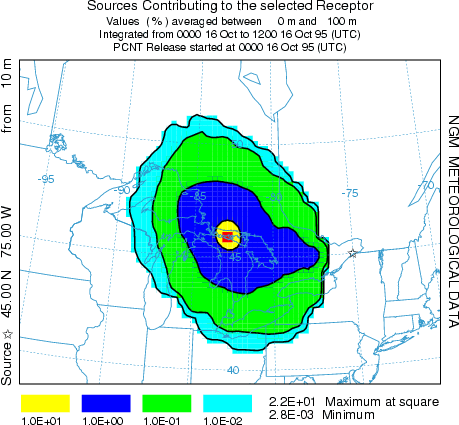 Sources Contributing to the selected Receptor
Values ( % ) averaged between 0 m and 100 m
Integrated from 0000 16 Oct to 1200 16 Oct 95 (UTC)
PCNT Release started at 0000 16 Oct 95 (UTC)
Source ☆ 45.00 N 75.00 W from 10 m
NGM METEOROLOGICAL DATA
-95
-90
-85
-80
-75
-70
45
40
1.0E+01 1.0E+00 1.0E-01 1.0E-02
2.2E+01 Maximum at square
2.8E-03 Minimum